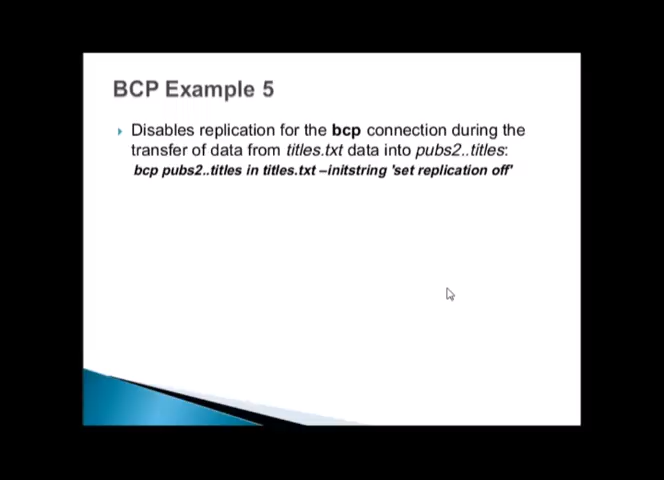 BCP Example 5
Disables replication for the bcp connection during the
transfer of data from titles.txt data into pubs2..titles:
bcp pubs2..titles in titles.txt –initstring 'set replication off'